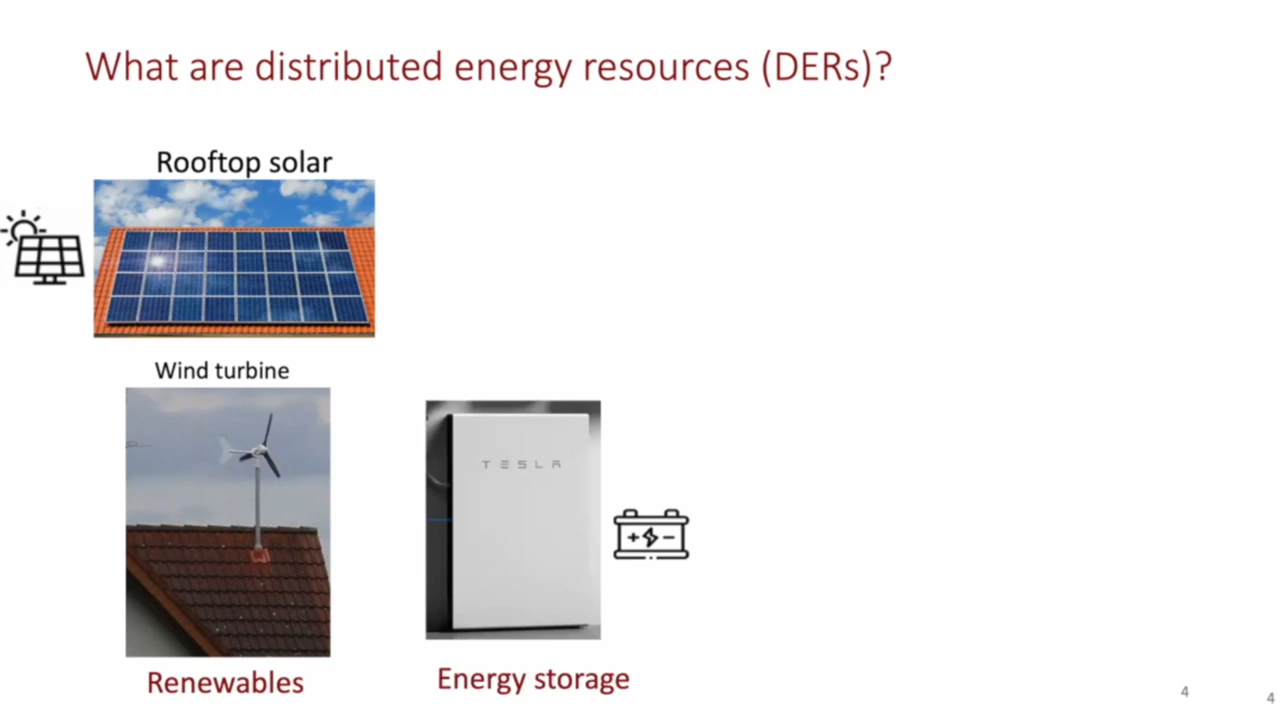 What are distributed energy resources (DERs)?
Rooftop solar
Wind turbine
TESLA
Renewables
Energy storage
4
4